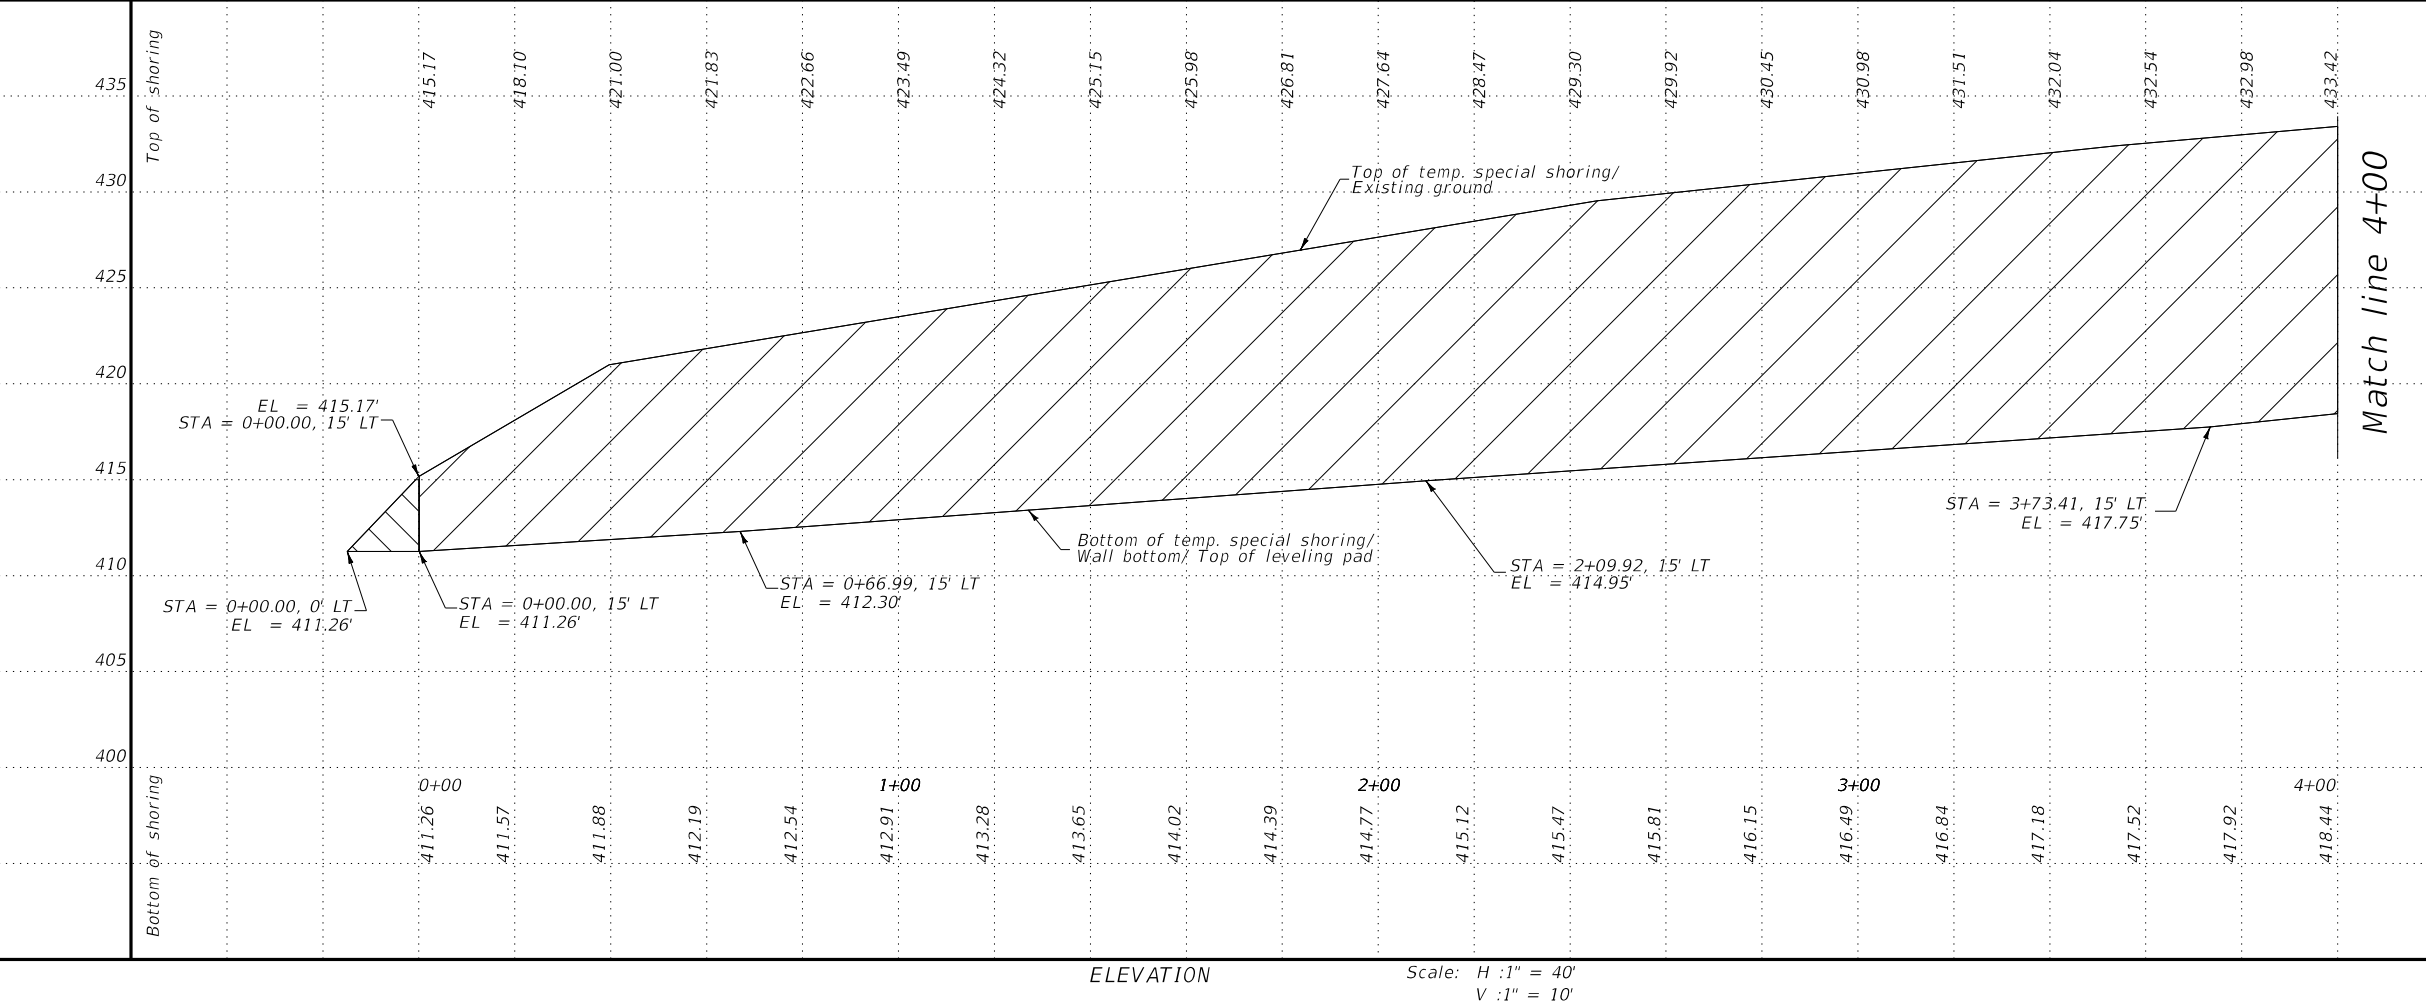 Top of shoring
415.17
418.10
421.00
421.83
422.66
423.49
424.32
425.15
425.98
426.81
427.64
428.47
429.30
429.92
430.45
430.98
431.51
432.04
432.54
432.98
433.42
435
430
425
420
415
410
405
400
Top of temp. special shoring/
Existing ground
Match line 4+00
EL = 415.17'
STA = 0+00.00, 15' LT
STA = 3+73.41, 15' LT
EL = 417.75'
Bottom of temp. special shoring/
Wall bottom/ Top of leveling pad
STA = 2+09.92, 15' LT
EL = 414.95'
STA = 0+66.99, 15' LT
EL = 412.30'
STA = 0+00.00, 0' LT
EL = 411.26'
STA = 0+00.00, 15' LT
EL = 411.26'
0+00
1+00
2+00
3+00
4+00
Bottom of shoring
411.26
411.57
411.88
412.19
412.54
412.91
413.28
413.65
414.02
414.39
414.77
415.12
415.47
415.81
416.15
416.49
416.84
417.18
417.52
417.92
418.44
ELEVATION
Scale: H :1" = 40'
V :1" = 10'